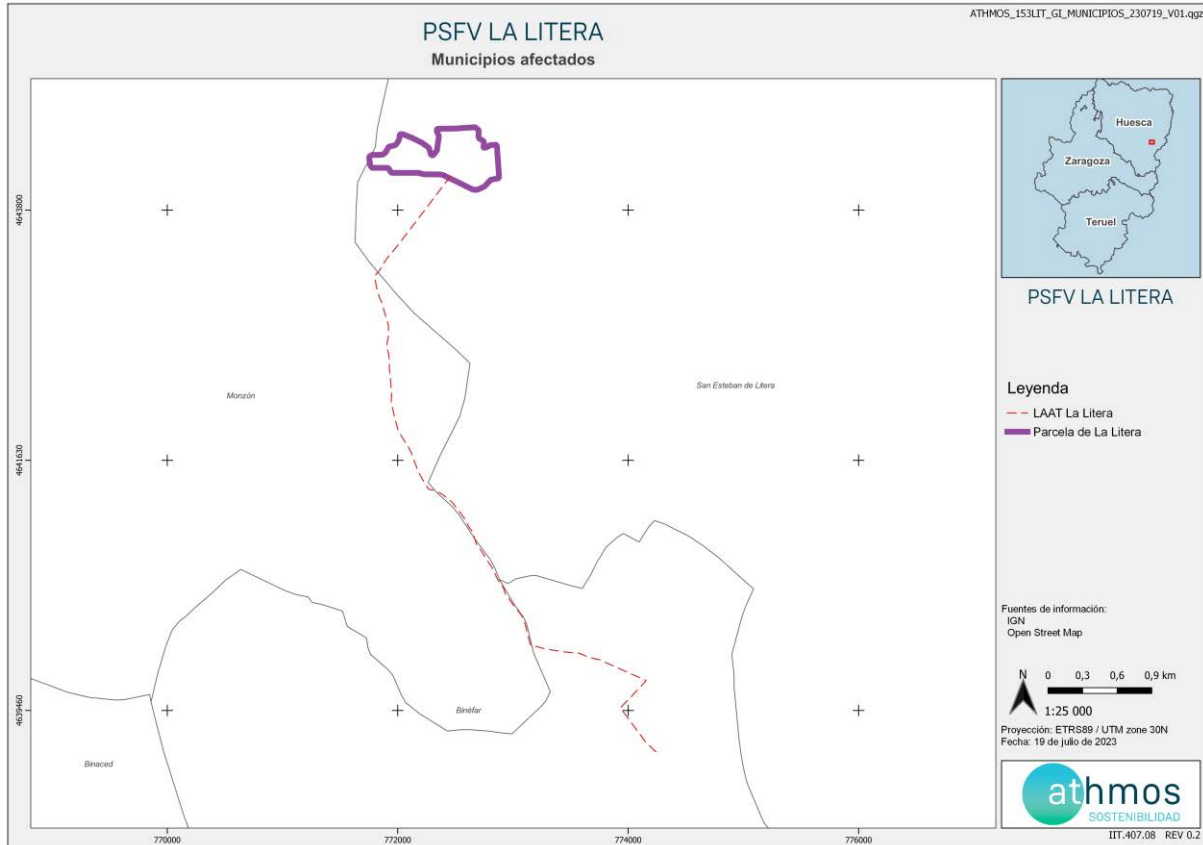 ATHMOS_153LIT_GI_MUNICIPIOS_230719_V01.qgz
PSFV LA LITERA
Municipios afectados
Huesca
Zaragoza
Teruel
PSFV LA LITERA
Leyenda
LAAT La Litera
Parcela de La Litera
4643800
4641630
4639460
Monzón
San Esteban de Litera
Binéfar
Binaced
770000
772000
774000
776000
Fuentes de información:
IGN
Open Street Map
N
0 0,3 0,6 0,9 km
1:25 000
Proyección: ETRS89 / UTM zone 30N
Fecha: 19 de julio de 2023
athmos
SOSTENIBILIDAD
IIT.407.08 REV 0.2